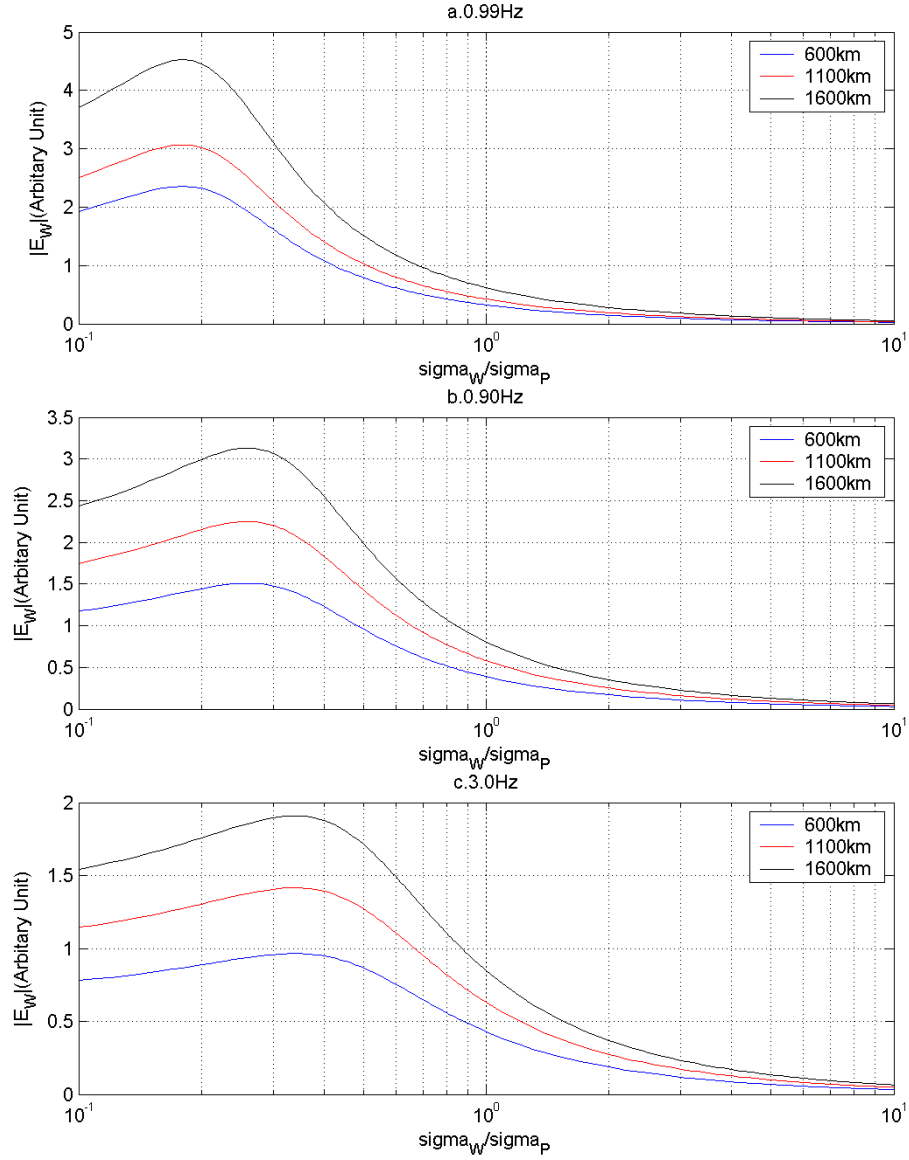 a.0.99Hz
|E_W|(Arbitary Unit)
5
4
3
2
1
0
600km
1100km
1600km
10^-1
10^0
10^1
sigma_W/sigma_P
b.0.90Hz
|E_W|(Arbitary Unit)
3.5
3
2.5
2
1.5
1
0.5
0
600km
1100km
1600km
10^-1
10^0
10^1
sigma_W/sigma_P
c.3.0Hz
|E_W|(Arbitary Unit)
2
1.5
1
0.5
0
600km
1100km
1600km
10^-1
10^0
10^1
sigma_W/sigma_P